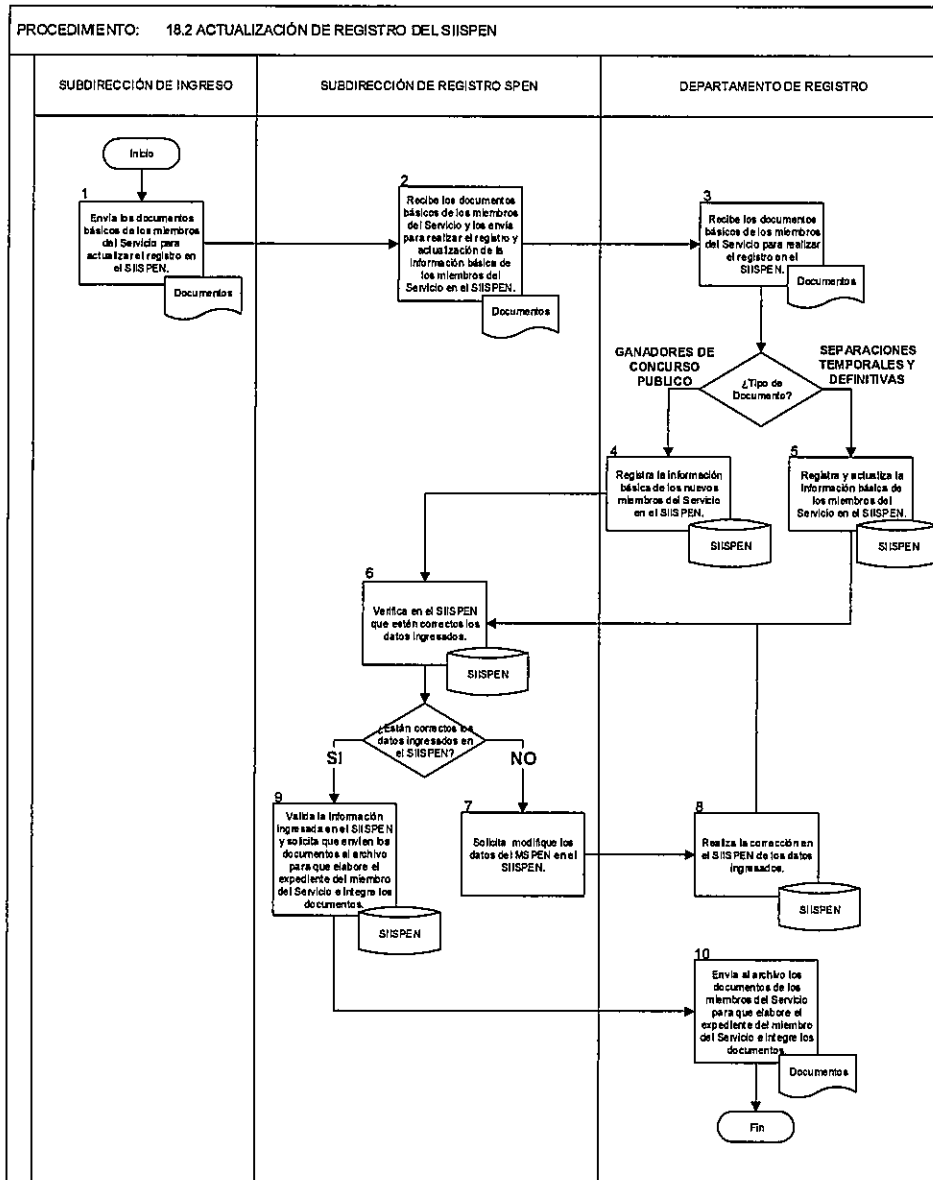 PROCEDIMIENTO: 18.2 ACTUALIZACIÓN DE REGISTRO DEL SIISPEN
SUBDIRECCIÓN DE INGRESO
SUBDIRECCIÓN DE REGISTRO SPEN
DEPARTAMENTO DE REGISTRO
Inicio
1
Envía los documentos
básicos de los miembros
del Servicio para
actualizar el registro en
el SIISPEN.
Documentos
2
Recibe los documentos
básicos de los miembros
del Servicio y los envía
para realizar el registro y
actualización de la
información básica de
los miembros del
Servicio en el SIISPEN.
Documentos
3
Recibe los documentos
básicos de los miembros
del Servicio para realizar
el registro en el
SIISPEN.
Documentos
GANADORES DE
CONCURSO
PUBLICO
¿Tipo de
Documento?
SEPARACIONES
TEMPORALES Y
DEFINITIVAS
4
Registra la información
básica de los nuevos
miembros del Servicio
en el SIISPEN.
SIISPEN
5
Registra y actualiza la
información básica de
los miembros del
Servicio en el SIISPEN.
SIISPEN
6
Verifica en el SIISPEN
que estén correctos los
datos ingresados.
SIISPEN
¿Están correctos los
datos ingresados en
el SIISPEN?
SI
NO
9
Valida la información
ingresada en el SIISPEN
y solicita que envíen los
documentos al archivo
para que elabore el
expediente del miembro
del Servicio e integre los
documentos.
SIISPEN
7
Solicita modifique los
datos del MSPEN en el
SIISPEN.
8
Realiza la corrección en
el SIISPEN de los datos
ingresados.
SIISPEN
10
Envía al archivo los
documentos de los
miembros del Servicio
para que elabore el
expediente del miembro
del Servicio e integre los
documentos.
Documentos
Fin